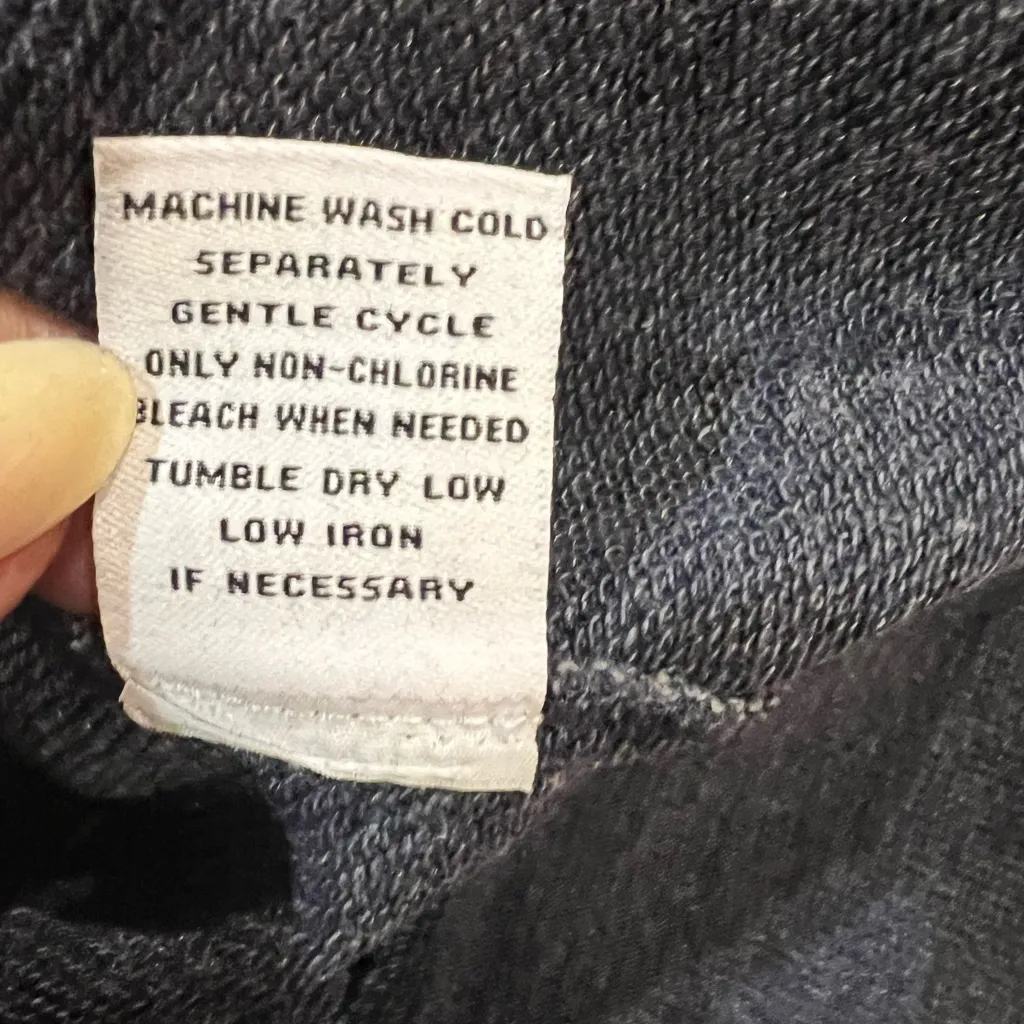 MACHINE WASH COLD
SEPARATELY
GENTLE CYCLE
ONLY NON-CHLORINE
BLEACH WHEN NEEDED
TUMBLE DRY LOW
LOW IRON
IF NECESSARY